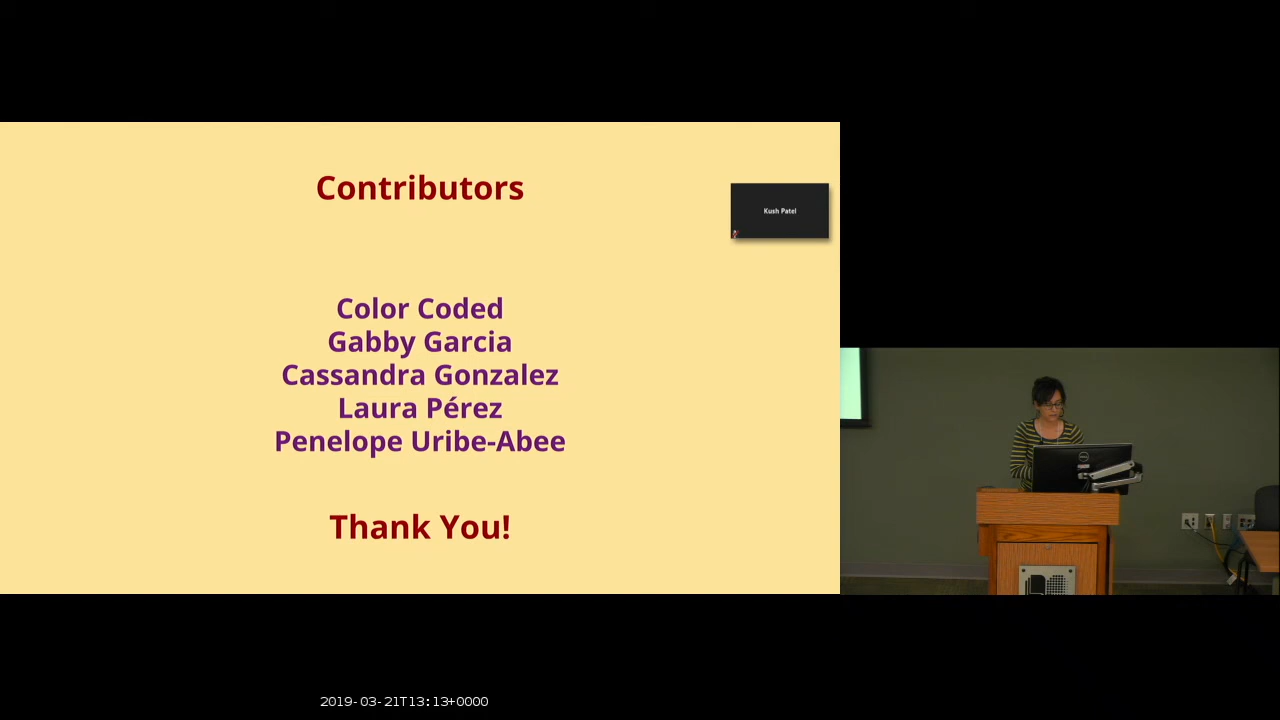 Contributors
Kush Patel
Color Coded
Gabby Garcia
Cassandra Gonzalez
Laura Pérez
Penelope Uribe-Abee
Thank You!
DELL
2019-03-21T13:13+0000